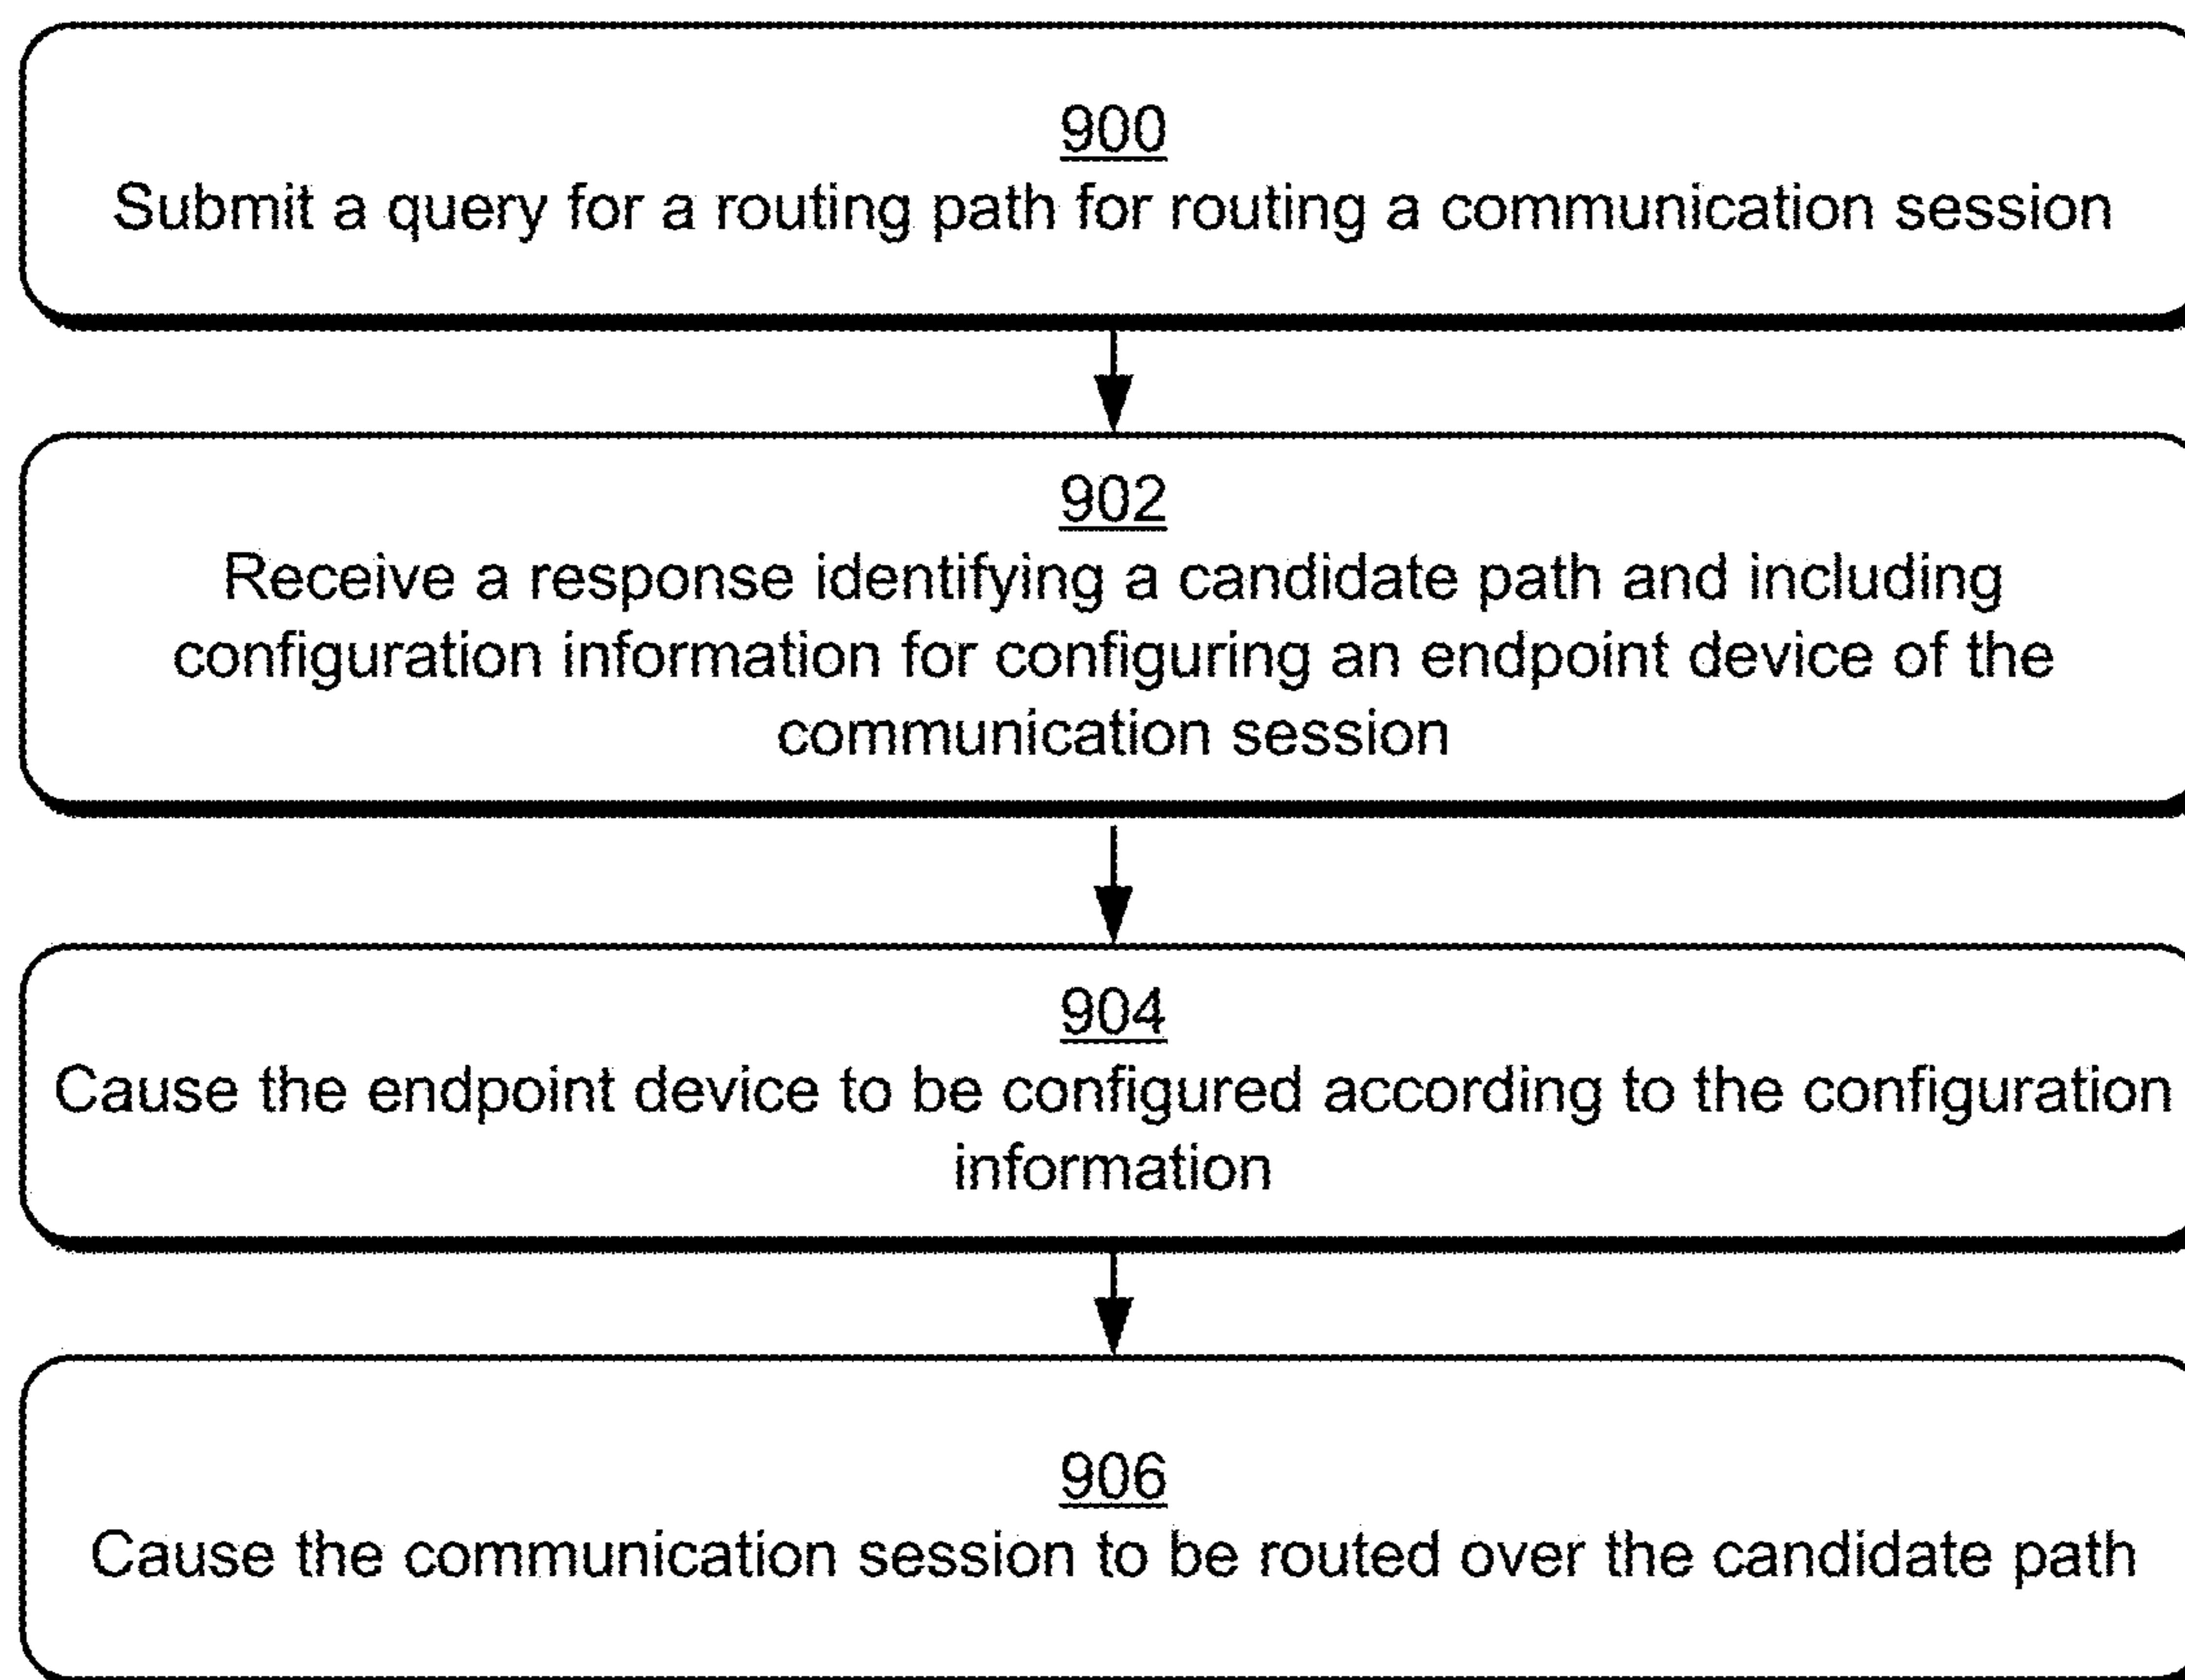 900
Submit a query for a routing path for routing a communication session
902
Receive a response identifying a candidate path and including
configuration information for configuring an endpoint device of the
communication session
904
Cause the endpoint device to be configured according to the configuration
information
906
Cause the communication session to be routed over the candidate path